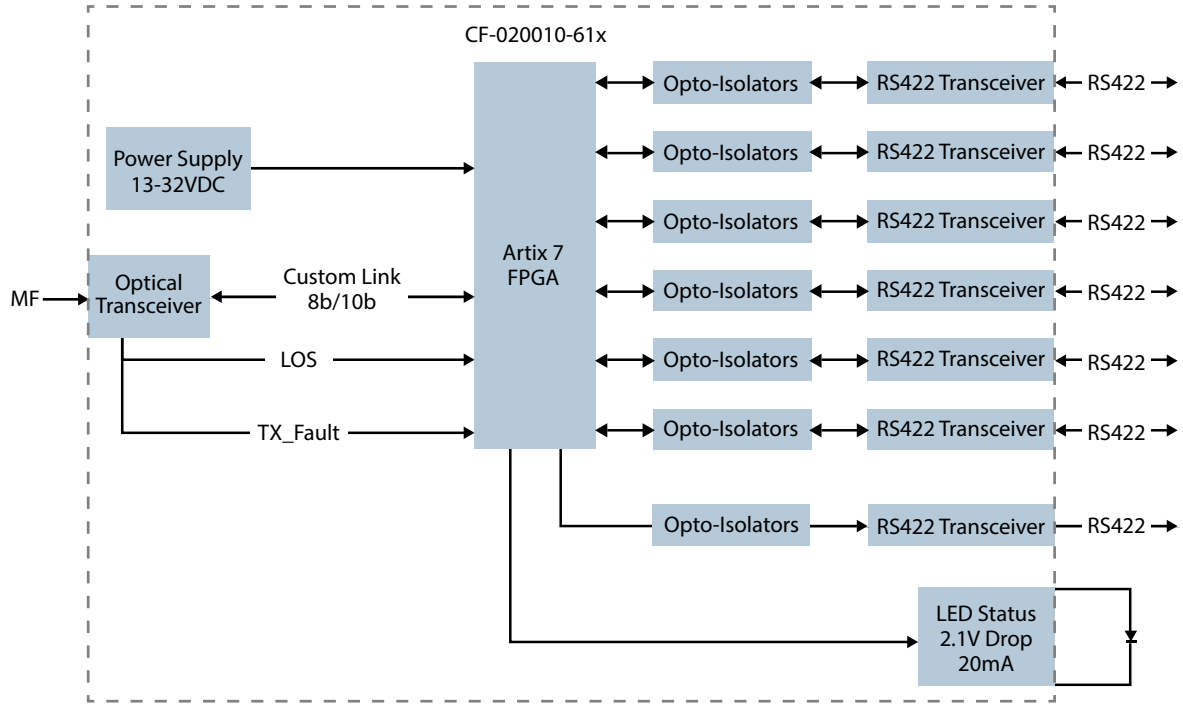 CF-020010-61x
Opto-Isolators
RS422 Transceiver
RS422
Opto-Isolators
RS422 Transceiver
RS422
Power Supply
13-32VDC
Opto-Isolators
RS422 Transceiver
RS422
Artix 7
FPGA
MF
Optical
Transceiver
Custom Link
8b/10b
Opto-Isolators
RS422 Transceiver
RS422
LOS
Opto-Isolators
RS422 Transceiver
RS422
TX_Fault
Opto-Isolators
RS422 Transceiver
RS422
Opto-Isolators
RS422 Transceiver
RS422
LED Status
2.1V Drop
20mA